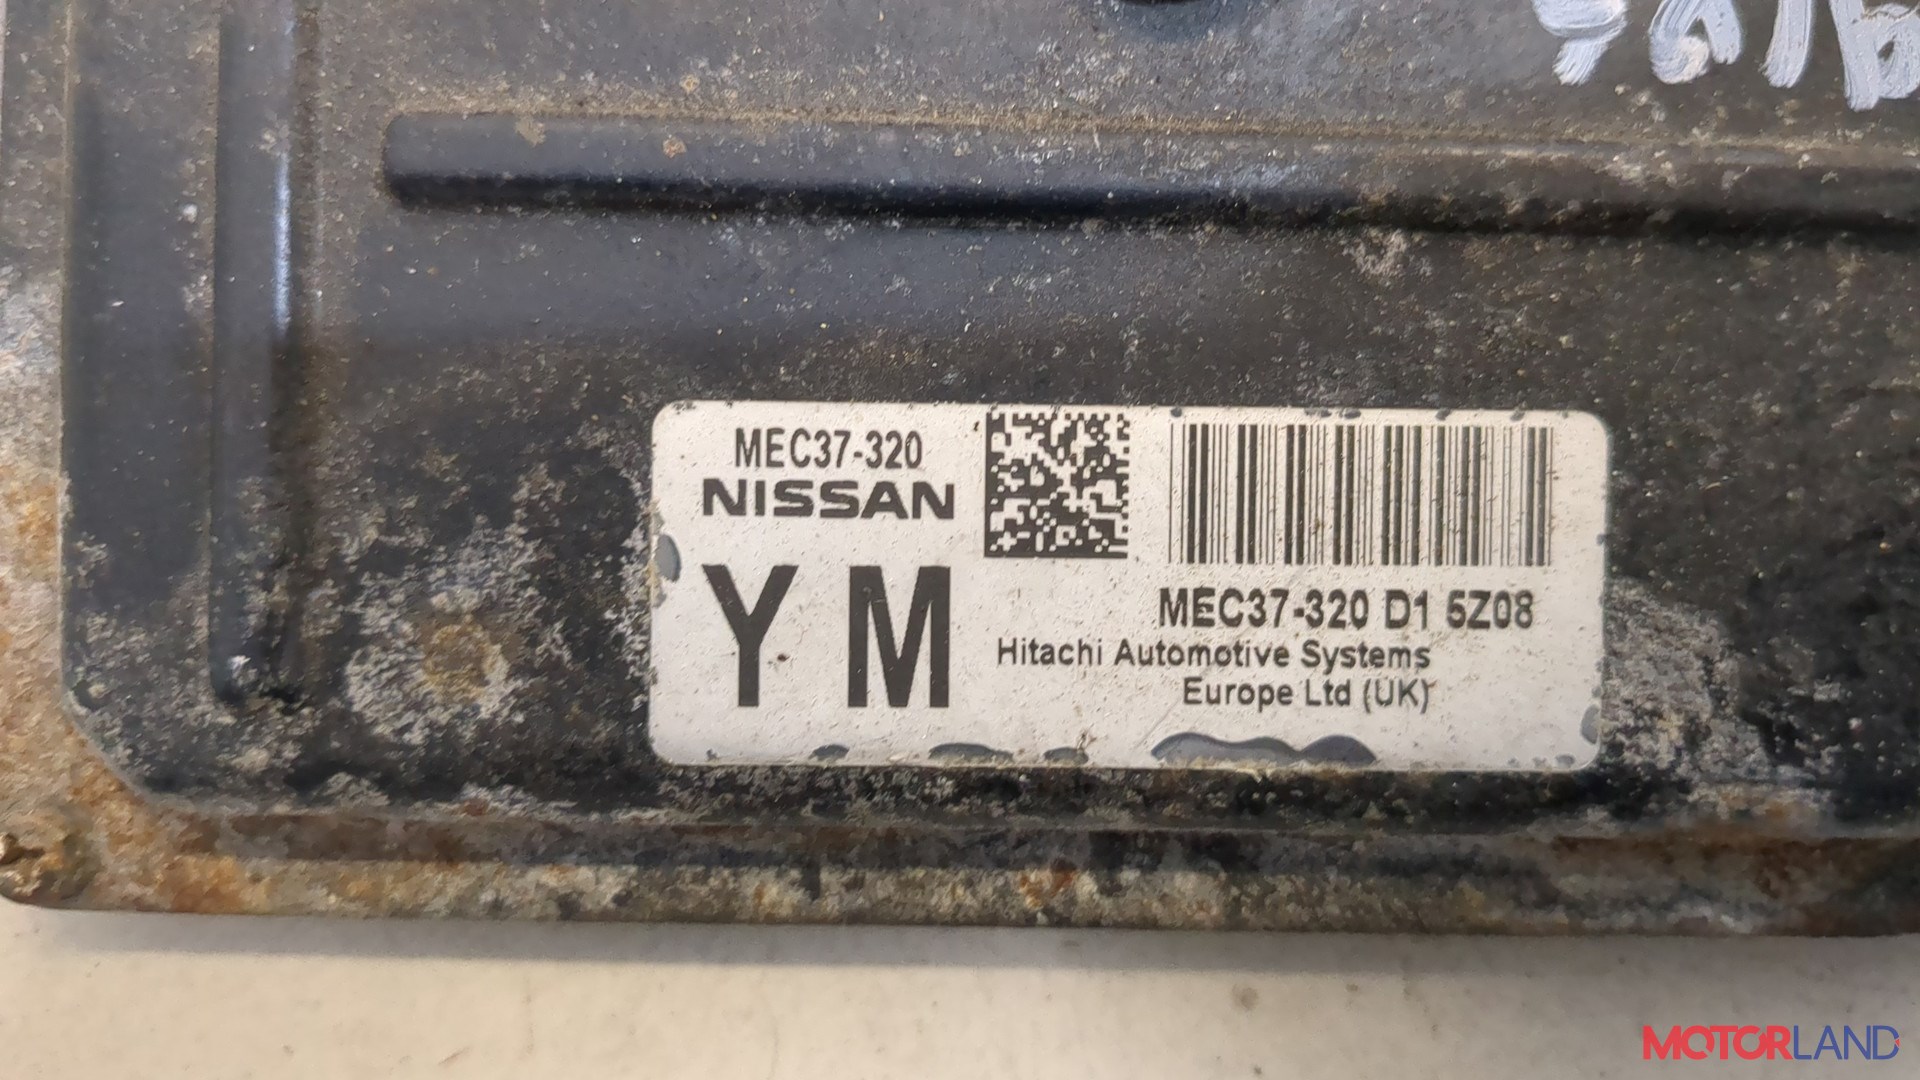 MEC37-320
NISSAN
Y M
MEC37-320 D1 5Z08
Hitachi Automotive Systems
Europe Ltd (UK)
MOTORLAND